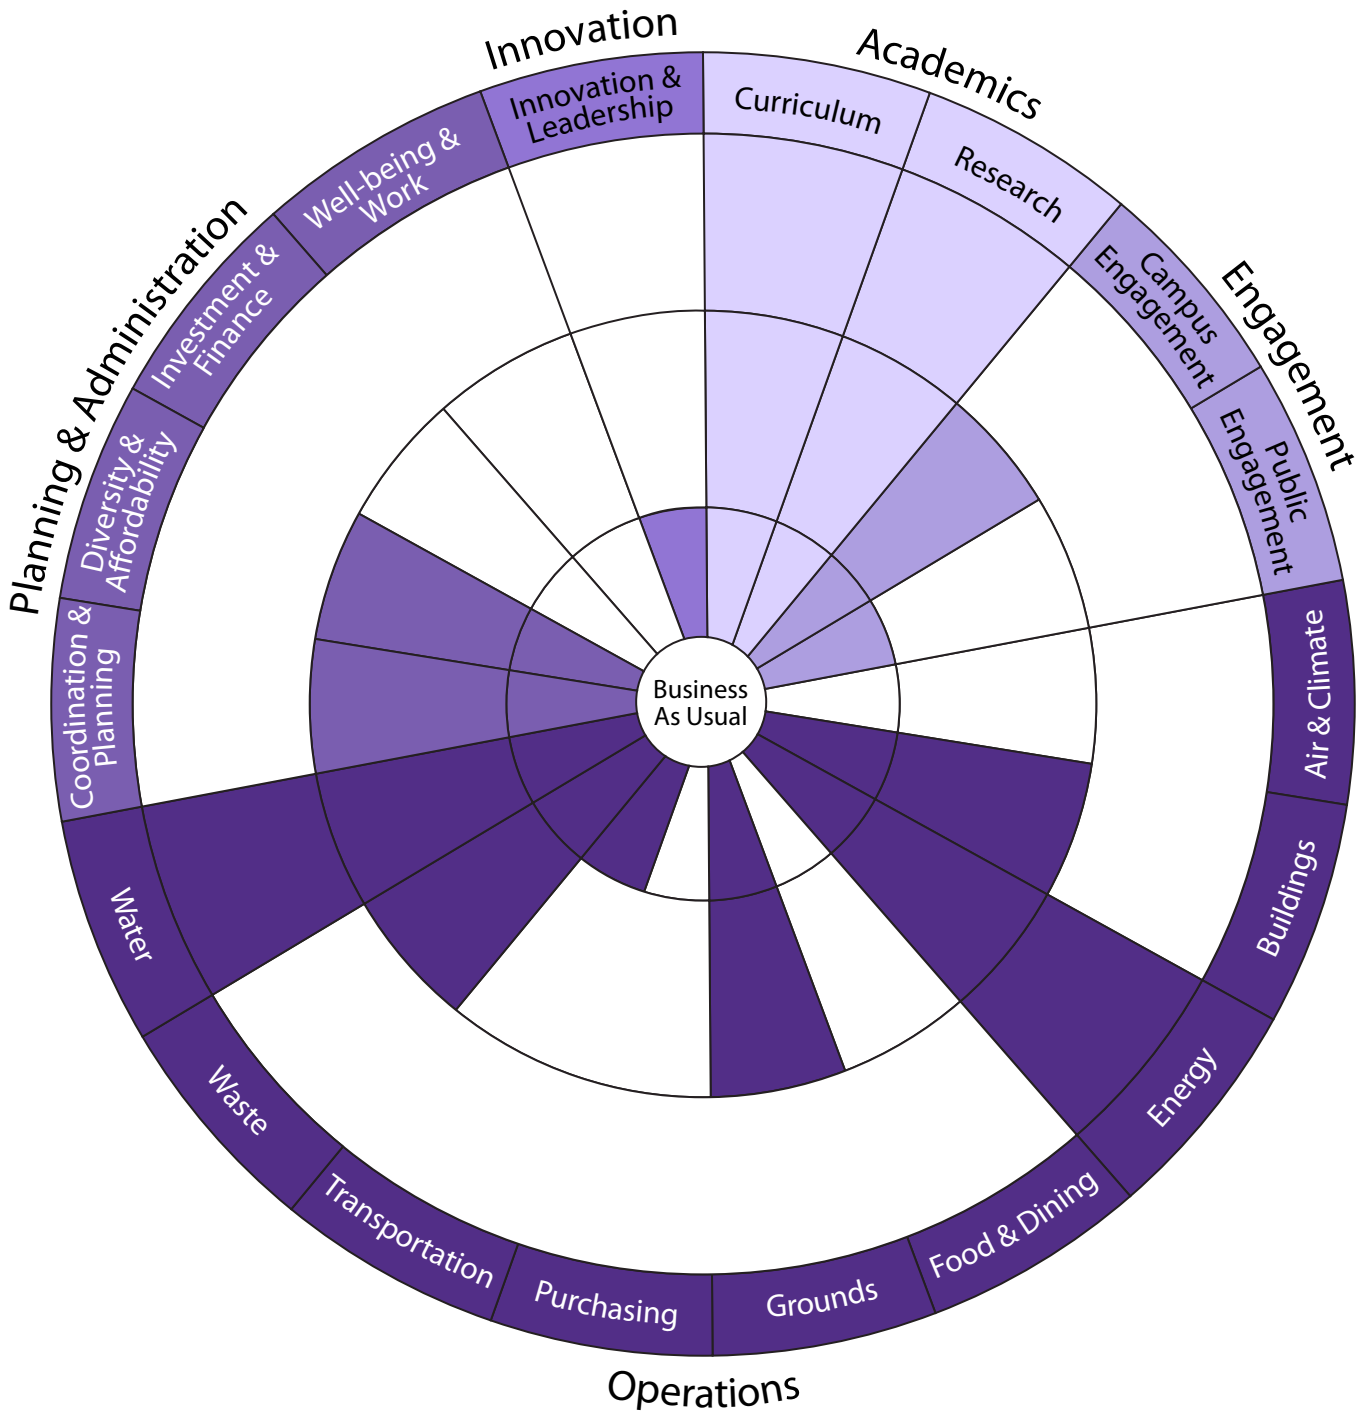 Innovation
Innovation &
Leadership
Academics
Curriculum
Research
Engagement
Campus
Engagement
Public
Engagement
Air & Climate
Buildings
Energy
Food & Dining
Grounds
Purchasing
Transportation
Waste
Water
Operations
Planning & Administration
Coordination &
Planning
Diversity &
Affordability
Investment &
Finance
Well-being &
Work
Business
As Usual